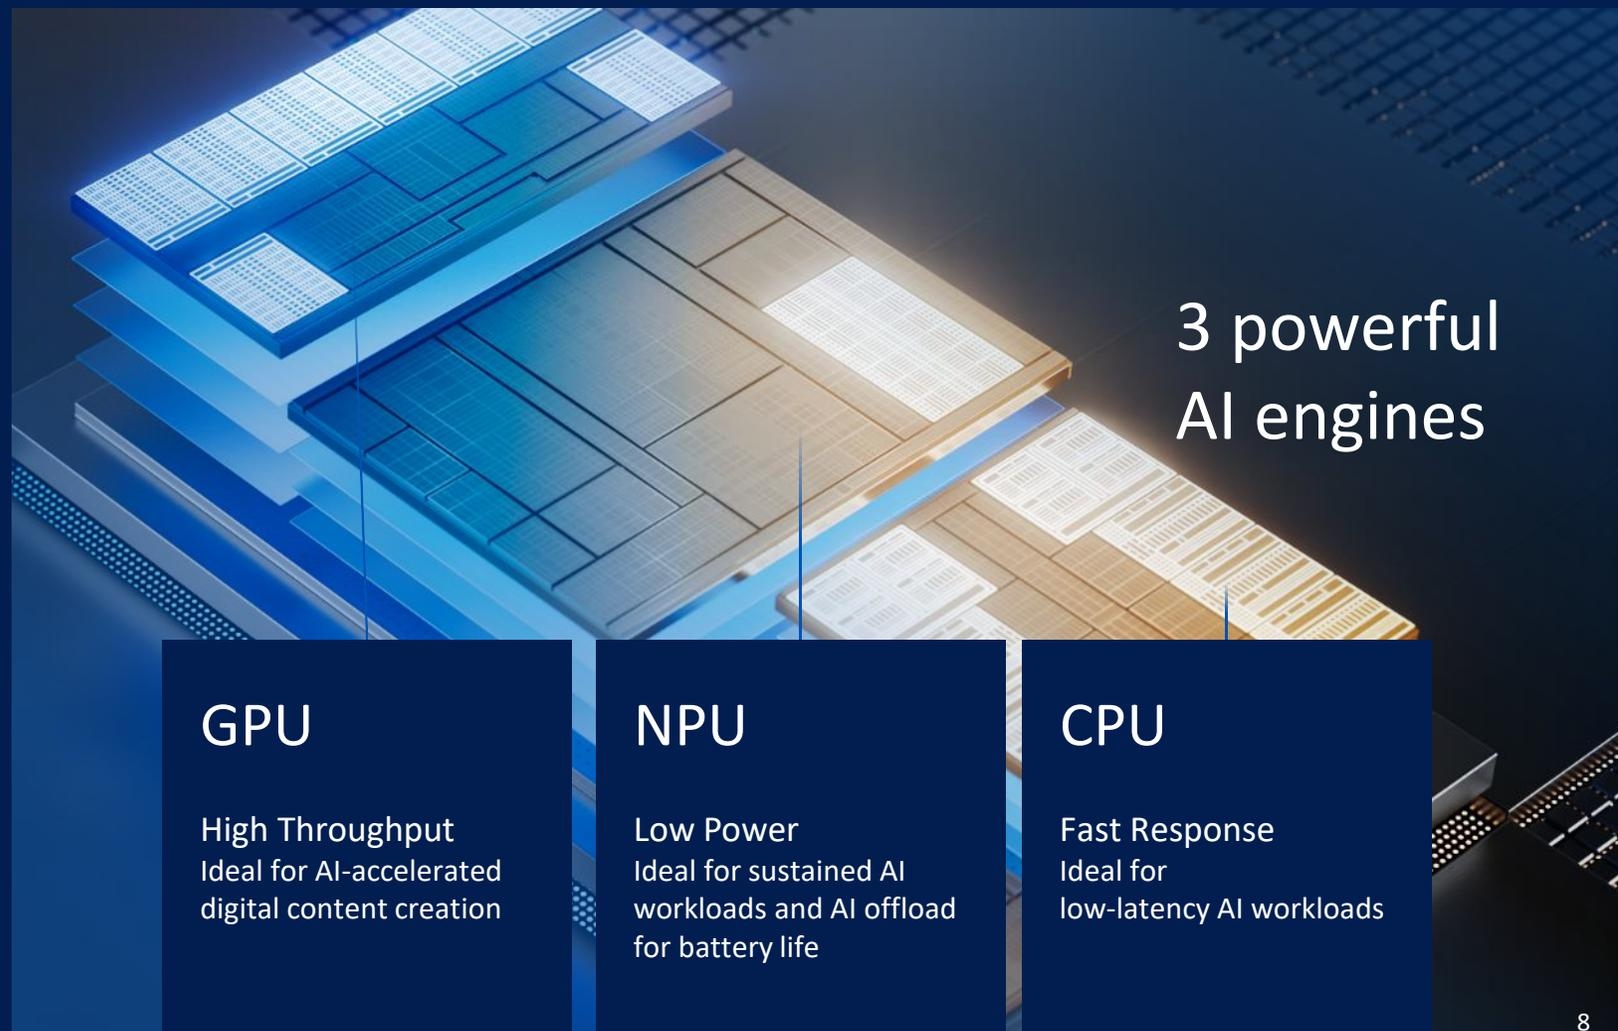 3 powerful
AI engines
GPU
High Throughput
Ideal for AI-accelerated
digital content creation
NPU
Low Power
Ideal for sustained AI
workloads and AI offload
for battery life
CPU
Fast Response
Ideal for
low-latency AI workloads
8